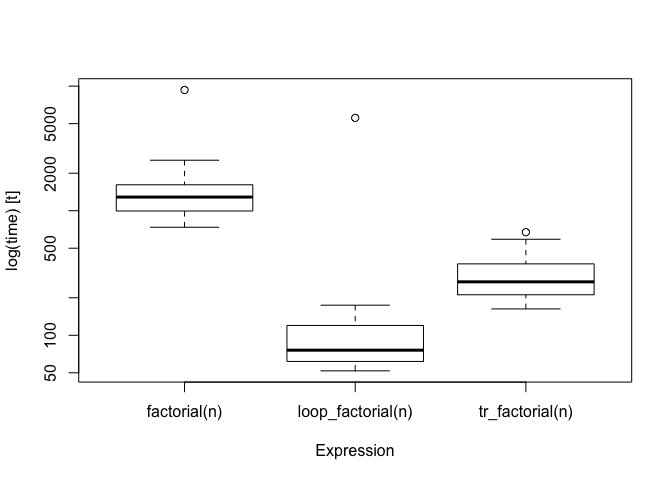 log(time) [t]
5000
2000
500
100
50
factorial(n) loop_factorial(n) tr_factorial(n)
Expression